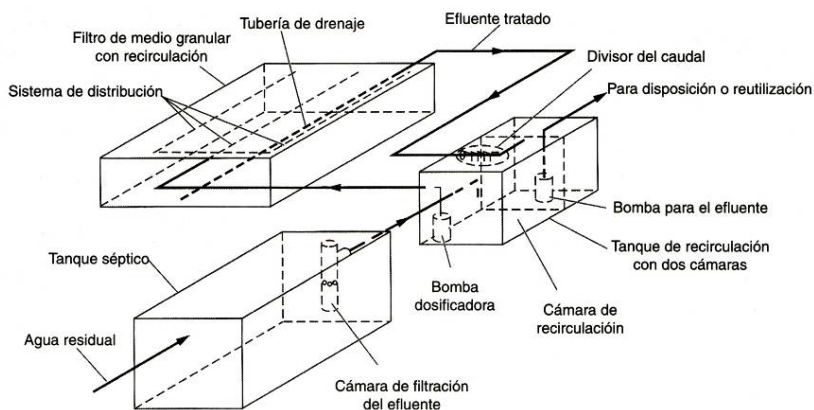 Tubería de drenaje
Efluente tratado
Filtro de medio granular
con recirculación
Divisor del caudal
Sistema de distribución
Para disposición o reutilización
Bomba para el efluente
Tanque séptico
Tanque de recirculación
con dos cámaras
Bomba
dosificadora
Cámara de
recirculacióin
Agua residual
Cámara de filtración
del efluente